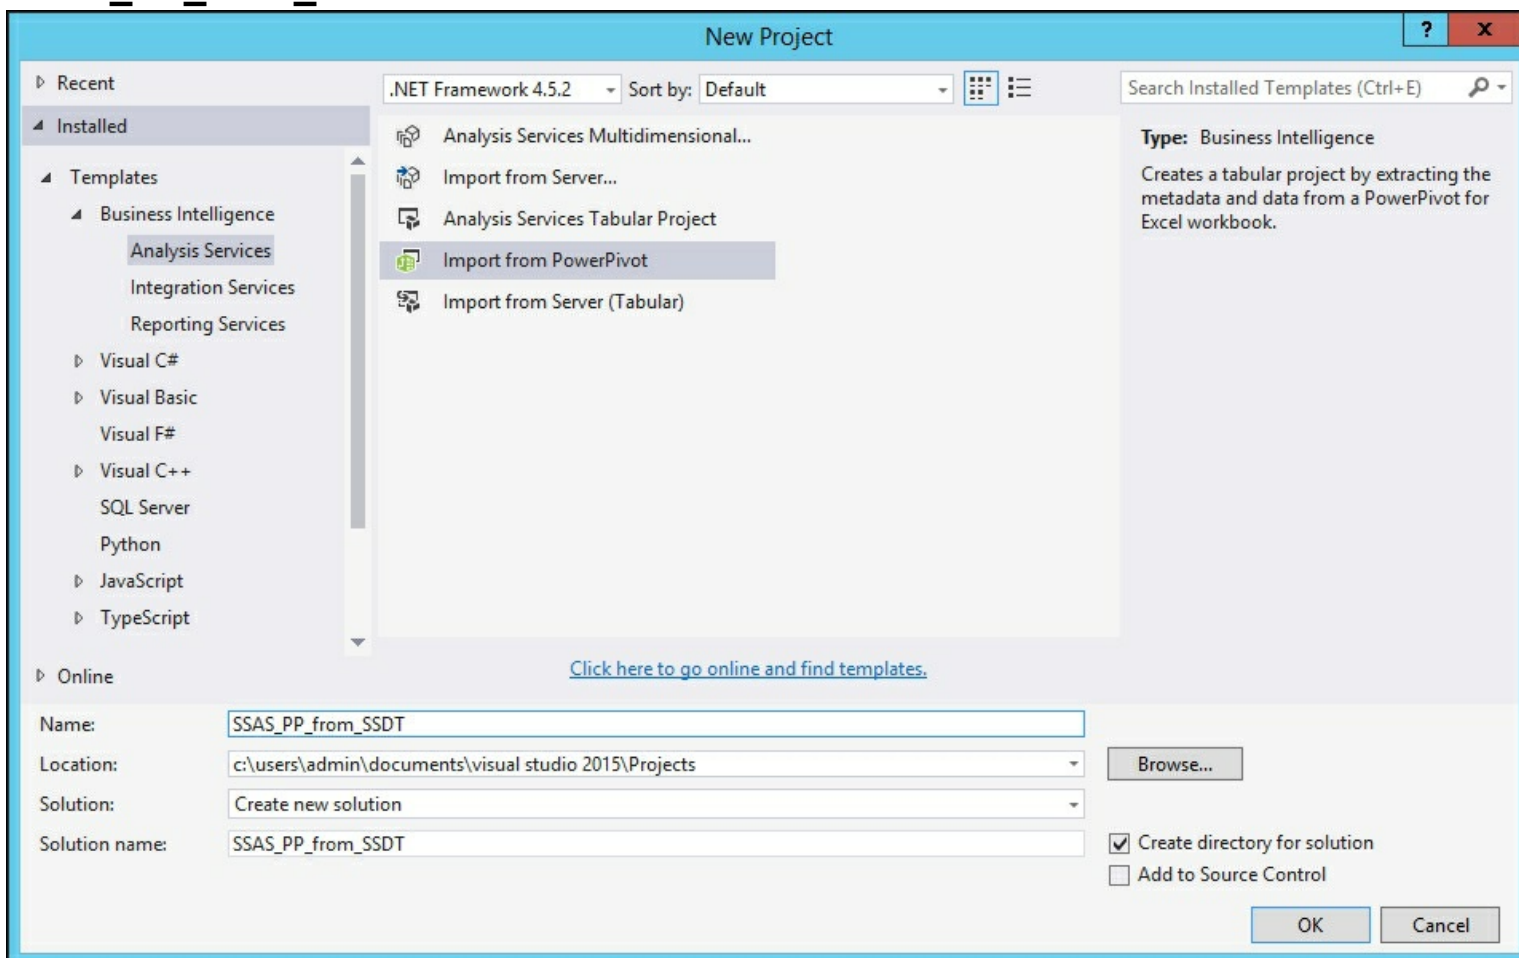 New Project
?
x
Recent
Installed
Templates
Business Intelligence
Analysis Services
Integration Services
Reporting Services
Visual C#
Visual Basic
Visual F#
Visual C++
SQL Server
Python
JavaScript
TypeScript
Online
.NET Framework 4.5.2
Sort by: Default
Analysis Services Multidimensional...
Import from Server...
Analysis Services Tabular Project
Import from PowerPivot
Import from Server (Tabular)
Click here to go online and find templates.
Search Installed Templates (Ctrl+E)
Type: Business Intelligence
Creates a tabular project by extracting the
metadata and data from a PowerPivot for
Excel workbook.
Name: SSAS_PP_from_SSDT
Location: c:\users\admin\documents\visual studio 2015\Projects
Browse...
Solution: Create new solution
Solution name: SSAS_PP_from_SSDT
Create directory for solution
Add to Source Control
OK
Cancel